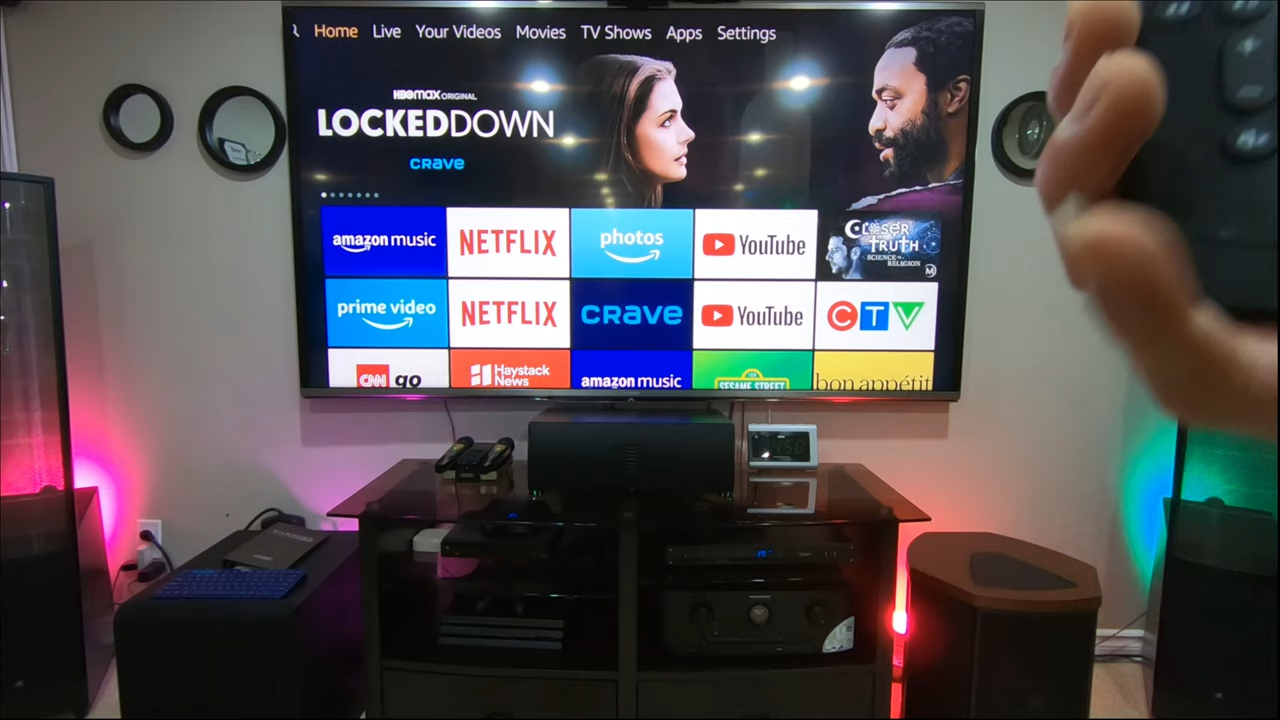 Home Live Your Videos Movies TV Shows Apps Settings
HBOMAX ORIGINAL
LOCKEDDOWN
CRAVE
amazon music
NETFLIX
photos
YouTube
CLOSER
TO
TRUTH
SCIENCE VS.
RELIGION
M
prime video
NETFLIX
CRAVE
YouTube
CTV
CNN go
Haystack
News
amazon music
SESAME STREET
bon appétit